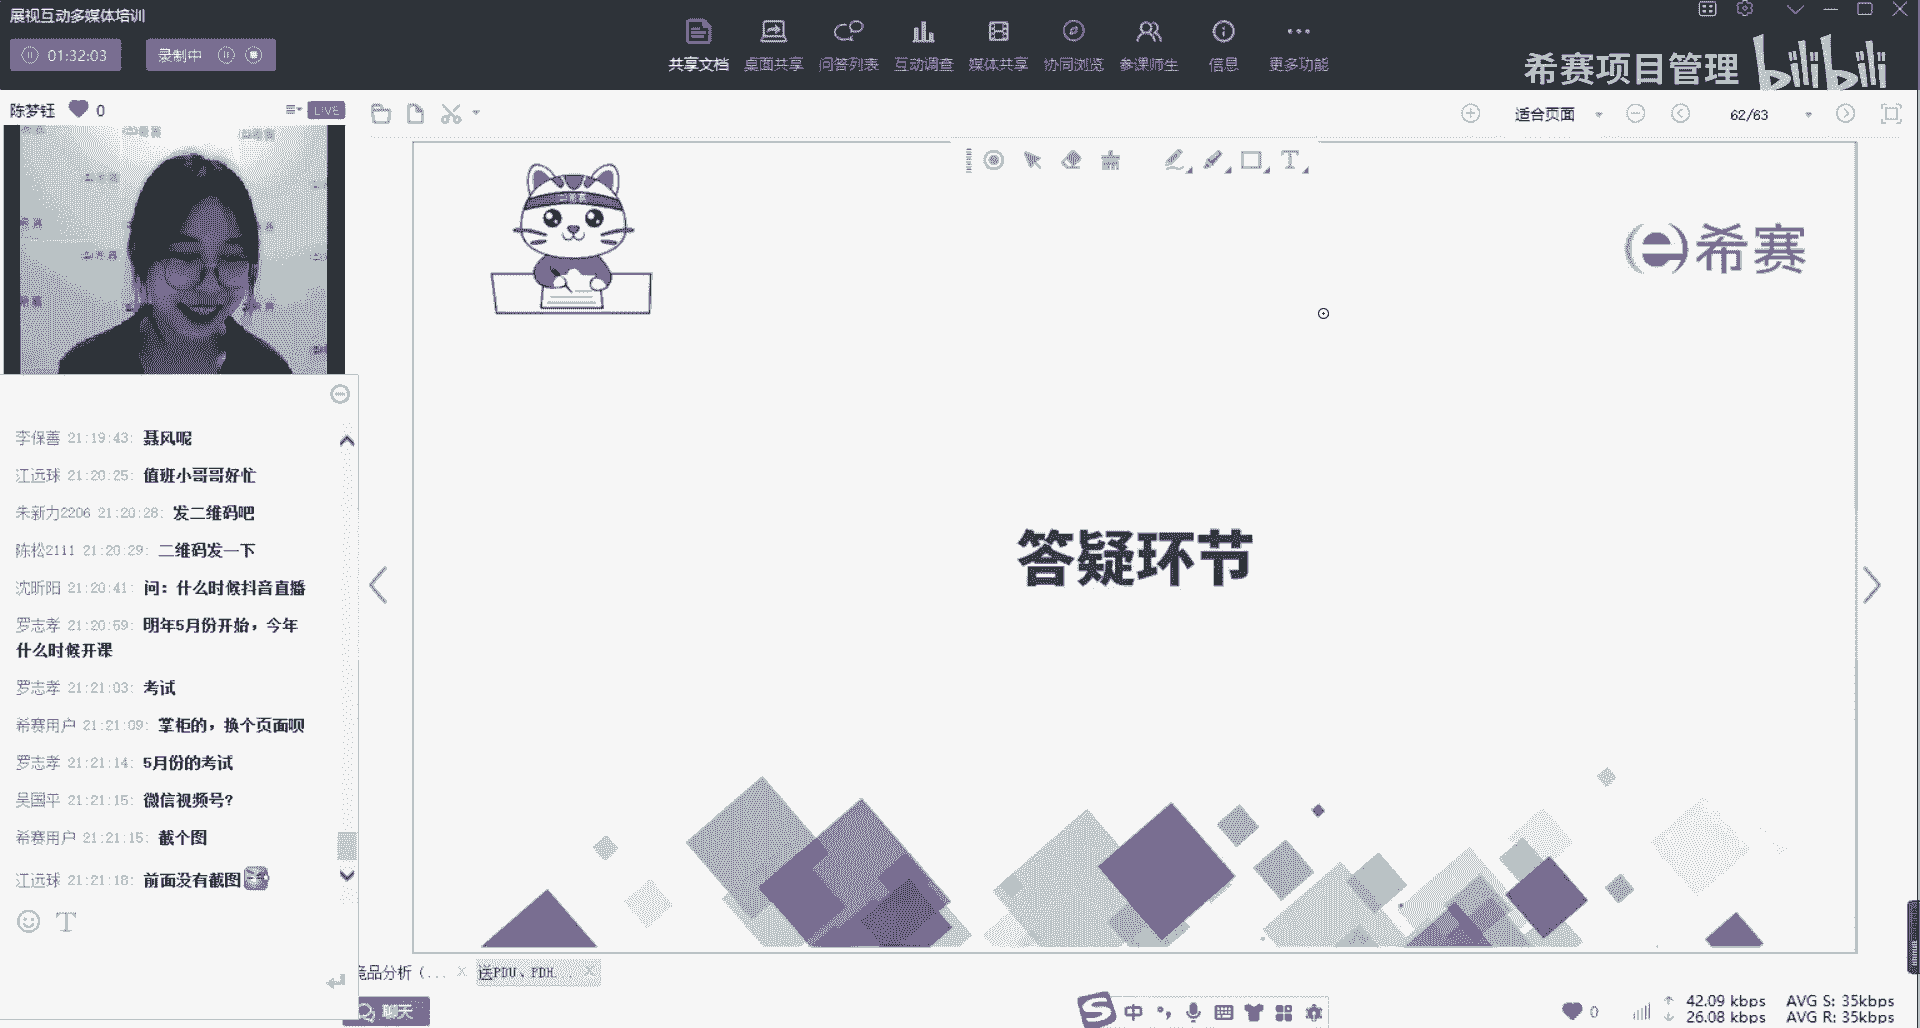 展视互动多媒体培训
01:32:03
录制中
共享文档
桌面共享
问答列表
互动调查
媒体共享
协同浏览
参课师生
信息
更多功能
希赛项目管理
bilibili
陈梦钰
0
LIVE
适合页面
62/63
希赛
李保善 21:19:43: 聂风呢
江远球 21:20:25: 值班小哥哥好忙
朱新力2206 21:20:28: 发二维码吧
陈松2111 21:20:29: 二维码发一下
沈昕阳 21:20:41: 问：什么时候抖音直播
罗志孝 21:20:59: 明年5月份开始，今年
什么时候开课
罗志孝 21:21:03: 考试
希赛用户 21:21:09: 掌柜的，换个页面呗
罗志孝 21:21:14: 5月份的考试
吴国平 21:21:15: 微信视频号?
希赛用户 21:21:15: 截个图
江远球 21:21:18: 前面没有截图
答疑环节
竞品分析（...
送PDU、PDH...
聊天
中
0
42.09 kbps
AVG S: 35kbps
26.08 kbps
AVG R: 35kbps